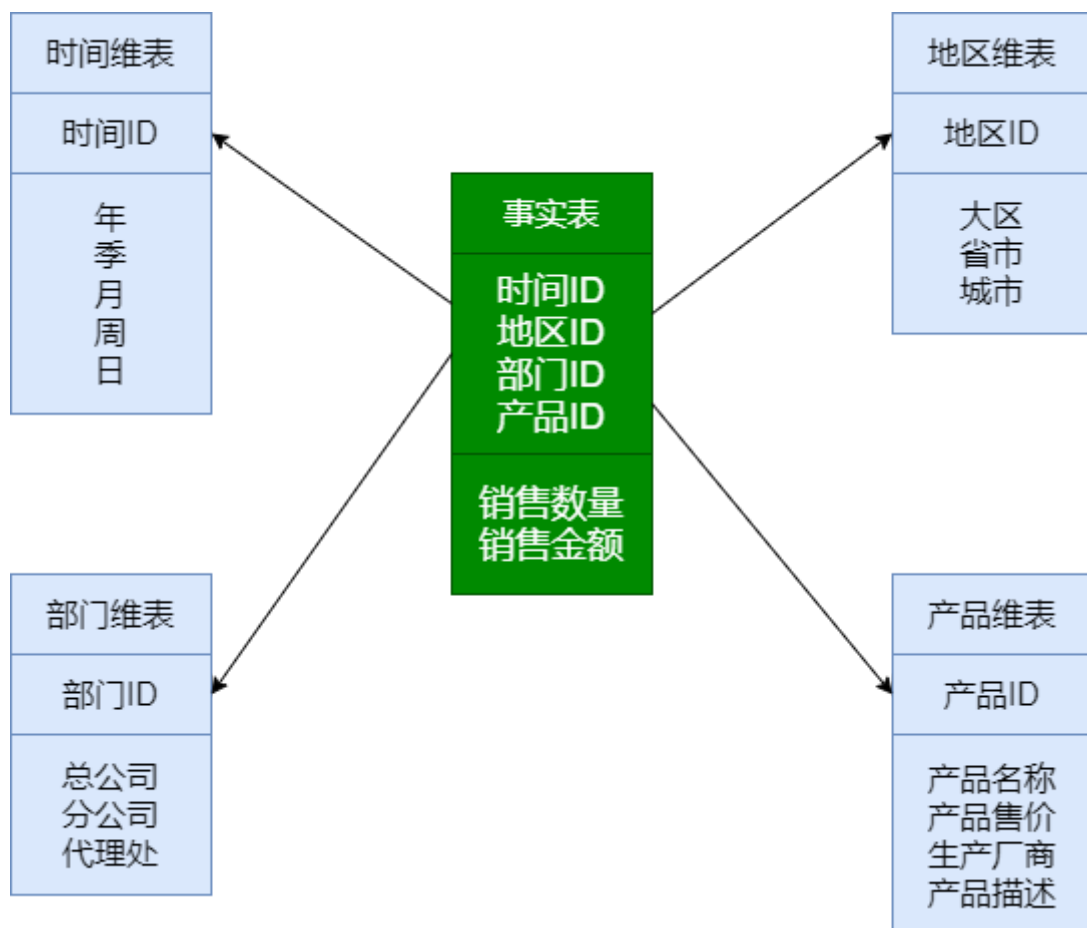 时间维表
时间ID
年
季
月
周
日
地区维表
地区ID
大区
省市
城市
事实表
时间ID
地区ID
部门ID
产品ID
销售数量
销售金额
部门维表
部门ID
总公司
分公司
代理处
产品维表
产品ID
产品名称
产品售价
生产厂商
产品描述